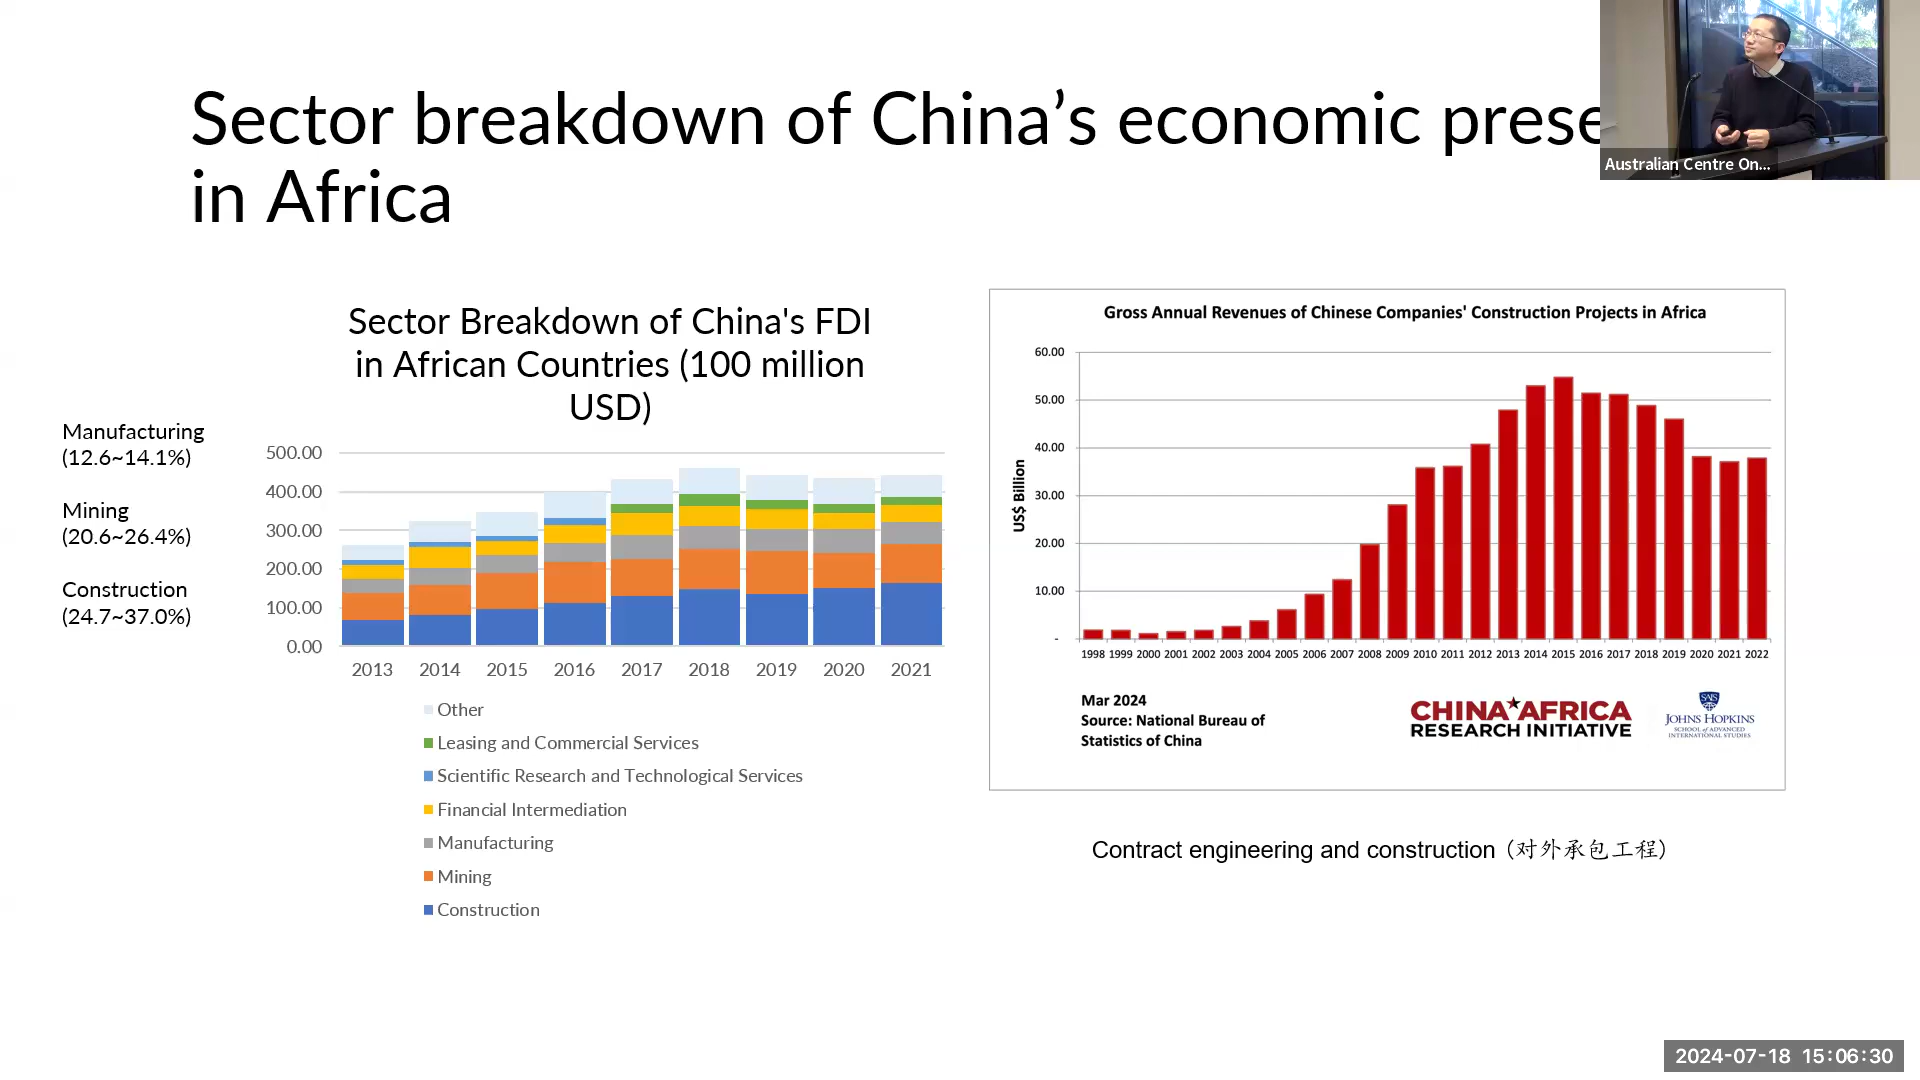 Sector breakdown of China's economic prese
in Africa
Australian Centre On...
Sector Breakdown of China's FDI
in African Countries (100 million
USD)
Manufacturing
(12.6~14.1%)
Mining
(20.6~26.4%)
Construction
(24.7~37.0%)
500.00
400.00
300.00
200.00
100.00
0.00
2013 2014 2015 2016 2017 2018 2019 2020 2021
Other
Leasing and Commercial Services
Scientific Research and Technological Services
Financial Intermediation
Manufacturing
Mining
Construction
Gross Annual Revenues of Chinese Companies' Construction Projects in Africa
US$ Billion
60.00
50.00
40.00
30.00
20.00
10.00
-
1998 1999 2000 2001 2002 2003 2004 2005 2006 2007 2008 2009 2010 2011 2012 2013 2014 2015 2016 2017 2018 2019 2020 2021 2022
Mar 2024
Source: National Bureau of
Statistics of China
CHINA AFRICA
RESEARCH INITIATIVE
SAIS
JOHNS HOPKINS
SCHOOL of ADVANCED
INTERNATIONAL STUDIES
Contract engineering and construction（对外承包工程）
2024-07-18 15:06:30